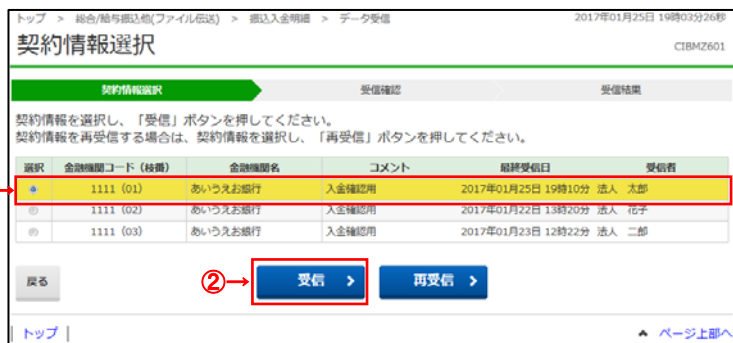 トップ > 総合/給与振込他(ファイル伝送) > 振込入金明細 > データ受信 2017年01月25日 19時03分26秒
契約情報選択 CIBMZ601
契約情報選択 受信確認 受信結果
契約情報を選択し、「受信」ボタンを押してください。
契約情報を再受信する場合は、契約情報を選択し、「再受信」ボタンを押してください。
選択 金融機関コード（枝番） 金融機関名 コメント 最終受信日 受信者
1111（01） あいうえお銀行 入金確認用 2017年01月25日 19時10分 法人 太郎
1111（02） あいうえお銀行 入金確認用 2017年01月22日 13時20分 法人 花子
1111（03） あいうえお銀行 入金確認用 2017年01月23日 12時22分 法人 二郎
戻る ②→ 受信 > 再受信 >
| トップ | ページ上部へ